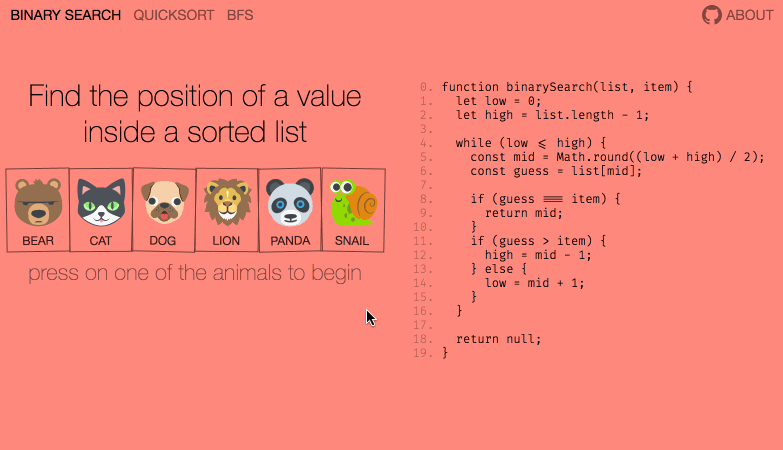 BINARY SEARCH QUICKSORT BFS ABOUT
Find the position of a value
inside a sorted list
BEAR CAT DOG LION PANDA SNAIL
press on one of the animals to begin
0. function binarySearch(list, item) {
1.   let low = 0;
2.   let high = list.length - 1;
3.
4.   while (low ⩽ high) {
5.     const mid = Math.round((low + high) / 2);
6.     const guess = list[mid];
7.
8.     if (guess === item) {
9.       return mid;
10.     }
11.     if (guess > item) {
12.       high = mid - 1;
13.     } else {
14.       low = mid + 1;
15.     }
16.   }
17.
18.   return null;
19. }